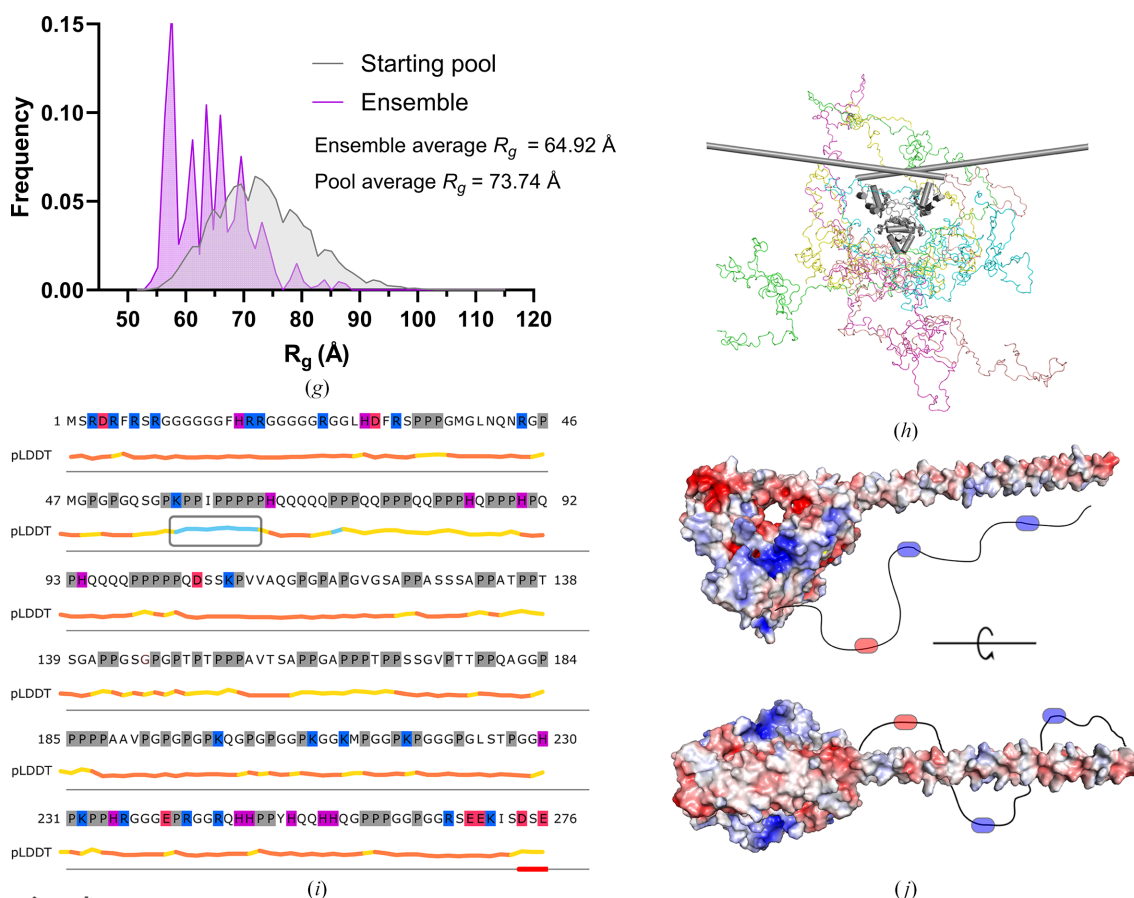 0.15
0.10
0.05
0.00
Frequency
Starting pool
Ensemble
Ensemble average Rg = 64.92 Å
Pool average Rg = 73.74 Å
50 60 70 80 90 100 110 120
Rg (Å)
(g)
(h)
1 MSRDRFRSRGGGGGGFHRRGGGGGRGGLHDFRSPPPGMGLNQNRGP 46
pLDDT
47 MGPGPGQSGPKPPIPPPPPHQQQQQPPPQQPPPQQPPPHQPPPHPQ 92
pLDDT
93 PHQQQQPPPPPQDSSKPVVAQGPGPAPGVGSAPPASSSAPPATPPT 138
pLDDT
139 SGAPPGSGPGPTPTPPPAVTSAPPGAPPPTPPSSGVPTTPPQAGGP 184
pLDDT
185 PPPPAAVPGPGPGPKQGPGPGGPKGGKMPGGPKPGGGPGLSTPGGH 230
pLDDT
231 PKPPHRGGGEPRGGRQHHPPYHQQHHQGPPPGGPGGRSEEKISDSE 276
pLDDT
(i)
(j)